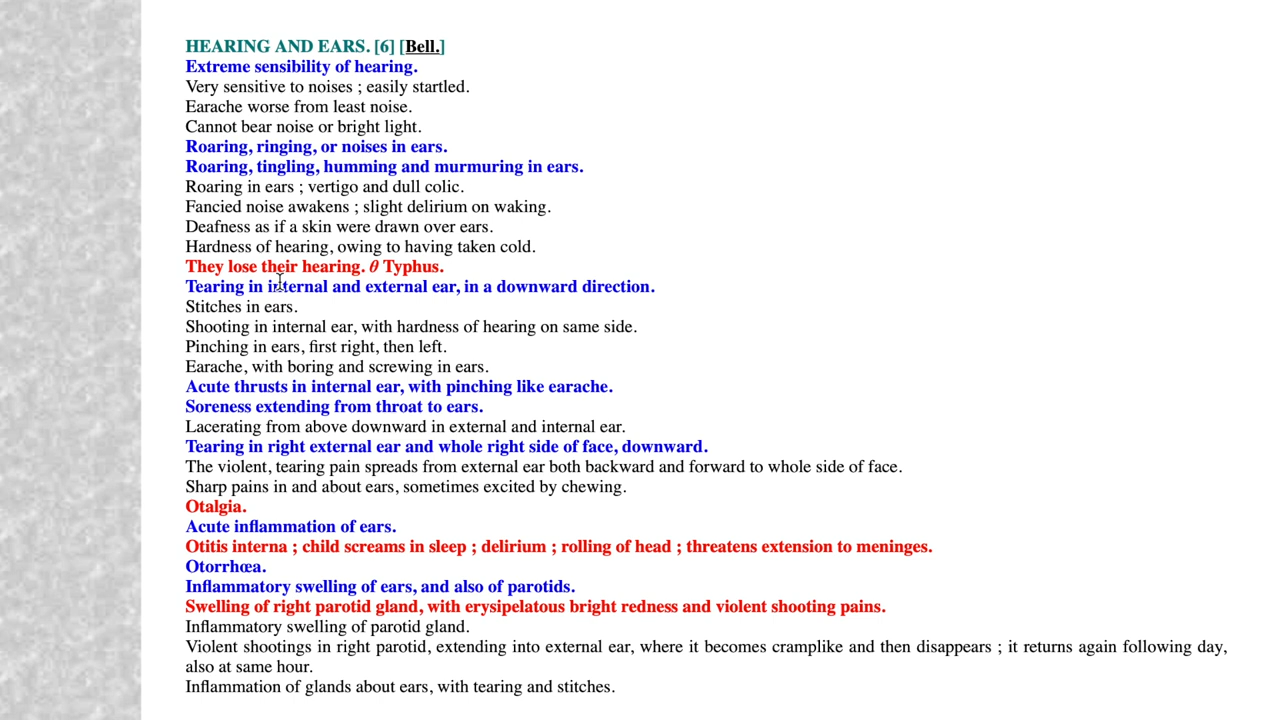 HEARING AND EARS. [6] [Bell.]
Extreme sensibility of hearing.
Very sensitive to noises ; easily startled.
Earache worse from least noise.
Cannot bear noise or bright light.
Roaring, ringing, or noises in ears.
Roaring, tingling, humming and murmuring in ears.
Roaring in ears ; vertigo and dull colic.
Fancied noise awakens ; slight delirium on waking.
Deafness as if a skin were drawn over ears.
Hardness of hearing, owing to having taken cold.
They lose their hearing. θ Typhus.
Tearing in internal and external ear, in a downward direction.
Stitches in ears.
Shooting in internal ear, with hardness of hearing on same side.
Pinching in ears, first right, then left.
Earache, with boring and screwing in ears.
Acute thrusts in internal ear, with pinching like earache.
Soreness extending from throat to ears.
Lacerating from above downward in external and internal ear.
Tearing in right external ear and whole right side of face, downward.
The violent, tearing pain spreads from external ear both backward and forward to whole side of face.
Sharp pains in and about ears, sometimes excited by chewing.
Otalgia.
Acute inflammation of ears.
Otitis interna ; child screams in sleep ; delirium ; rolling of head ; threatens extension to meninges.
Otorrhœa.
Inflammatory swelling of ears, and also of parotids.
Swelling of right parotid gland, with erysipelatous bright redness and violent shooting pains.
Inflammatory swelling of parotid gland.
Violent shootings in right parotid, extending into external ear, where it becomes cramplike and then disappears ; it returns again following day,
also at same hour.
Inflammation of glands about ears, with tearing and stitches.